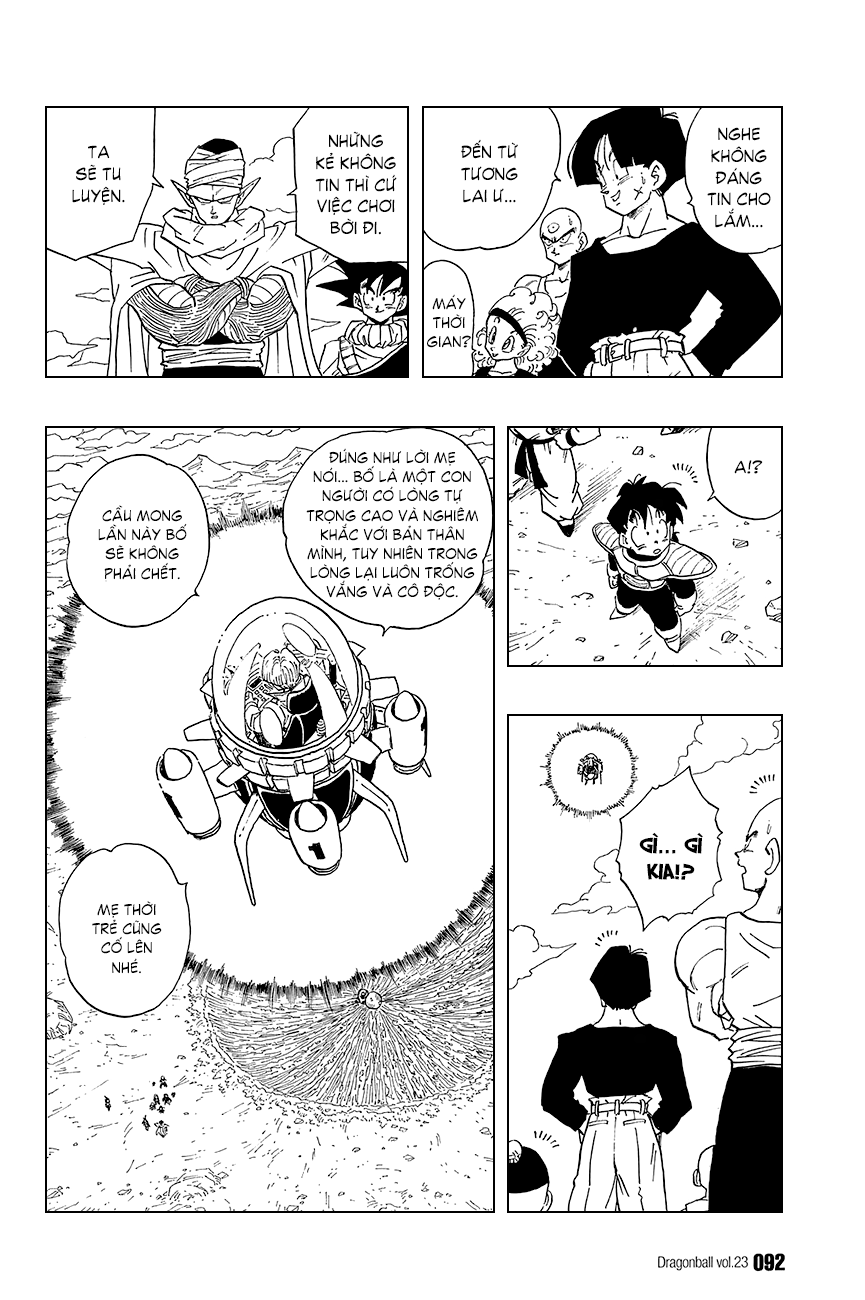 NGHE
KHÔNG
ĐÁNG
TIN CHO
LẮM...
ĐẾN TỪ
TƯƠNG
LAI Ư...
MÁY
THỜI
GIAN?
NHỮNG
KẺ KHÔNG
TIN THÌ CỨ
VIỆC CHƠI
BỜI ĐI.
TA
SẼ TU
LUYỆN.
A!?
GÌ... GÌ
KIA!?
ĐÚNG NHƯ LỜI MẸ
NÓI... BỐ LÀ MỘT CON
NGƯỜI CÓ LÒNG TỰ
TRỌNG CAO VÀ NGHIÊM
KHẮC VỚI BẢN THÂN
MÌNH, TUY NHIÊN TRONG
LÒNG LẠI LUÔN TRỐNG
VẮNG VÀ CÔ ĐỘC.
CẦU MONG
LẦN NÀY BỐ
SẼ KHÔNG
PHẢI CHẾT.
1
1
1
MẸ THỜI
TRẺ CŨNG
CỐ LÊN
NHÉ.
Dragonball vol.23 092